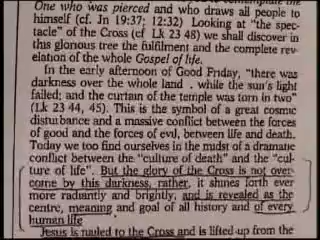 One who was pierced and who draws all people to
himself (cf. Jn 19:37; 12:32) Looking at "the spec-
tacle" of the Cross (cf Lk 23 48) we shall discover in
this glorious tree the fulfilment and the complete rev-
elation of the whole Gospel of life.
In the early afternoon of Good Friday, "there was
darkness over the whole land . while the sun's light
failed; and the curtain of the temple was torn in two"
(Lk 23 44, 45). This is the symbol of a great cosmic
disturbance and a massive conflict between the forces
of good and the forces of evil, between life and death.
Today we too find ourselves in the midst of a dramatic
conflict between the "culture of death" and the "cul-
ture of life". But the glory of the Cross is not over-
come by this darkness, rather, it shines forth ever
more radiantly and brightly, and is revealed as the
centre, meaning and goal of all history and of every
human life
Jesus is nailed to the Cross and is lifted up from the